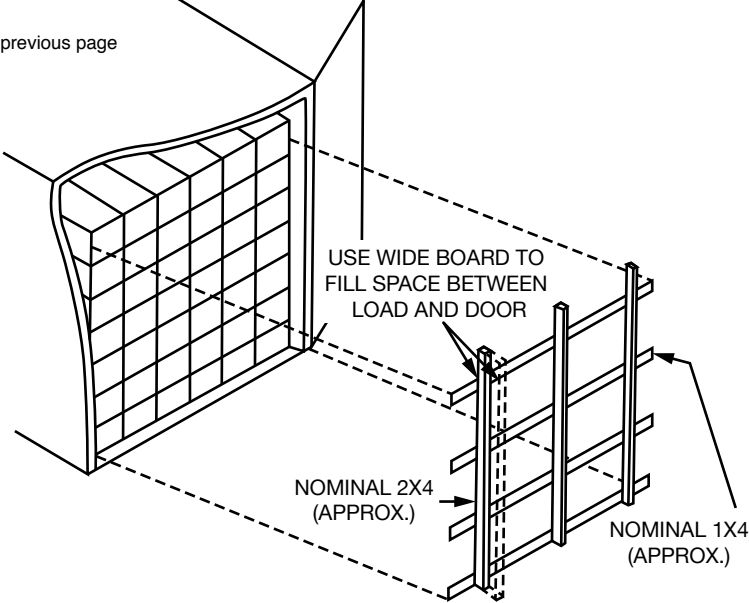 previous page
USE WIDE BOARD TO
FILL SPACE BETWEEN
LOAD AND DOOR
NOMINAL 2X4
(APPROX.)
NOMINAL 1X4
(APPROX.)